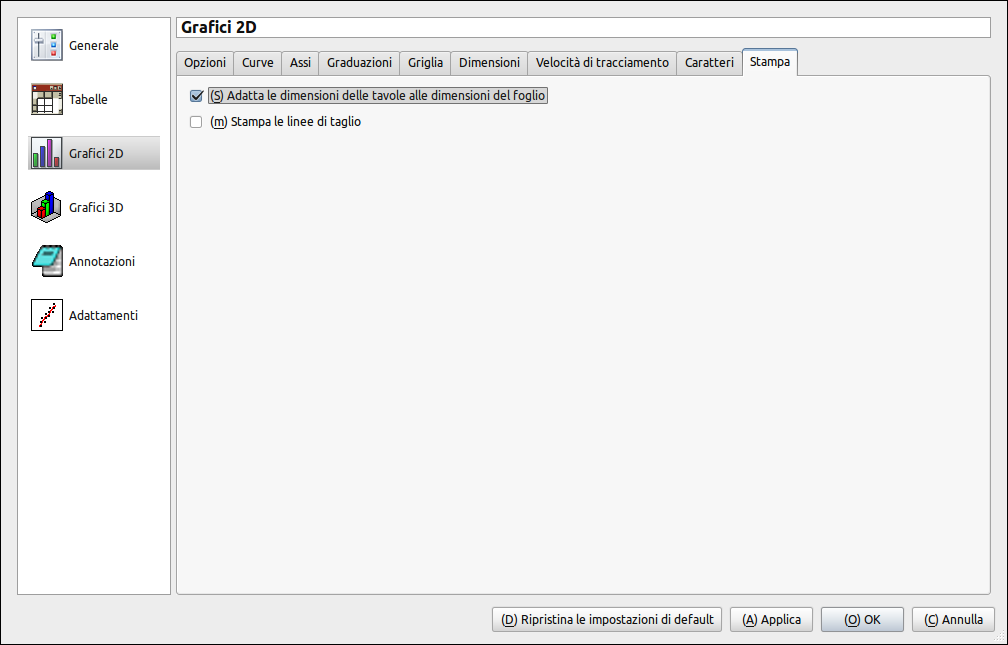 Grafici 2D
Generale
Tabelle
Grafici 2D
Grafici 3D
Annotazioni
Adattamenti
Opzioni Curve Assi Graduazioni Griglia Dimensioni Velocità di tracciamento Caratteri Stampa
(S) Adatta le dimensioni delle tavole alle dimensioni del foglio
(m) Stampa le linee di taglio
(D) Ripristina le impostazioni di default (A) Applica (O) OK (C) Annulla